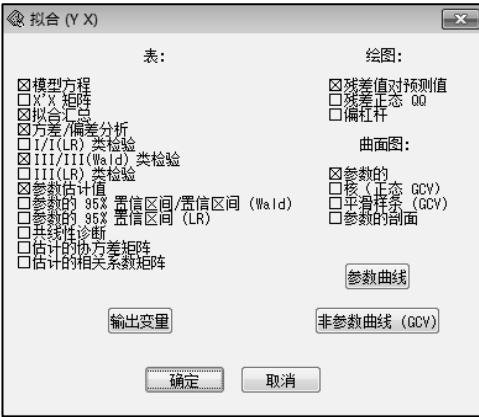 拟合 (Y X)
表:
☒模型方程
☐X'X 矩阵
☒拟合汇总
☒方差/偏差分析
☐I/I(LR) 类检验
☒III/III(Wald) 类检验
☐III(LR) 类检验
☒参数估计值
☐参数的 95% 置信区间/置信区间 (Wald)
☐参数的 95% 置信区间 (LR)
☐共线性诊断
☐估计的协方差矩阵
☐估计的相关系数矩阵
输出变量
绘图:
☒残差值对预测值
☐残差正态 QQ
☐偏杠杆
曲面图:
☒参数的
☐核 (正态 GCV)
☐平滑样条 (GCV)
☐参数的剖面
参数曲线
非参数曲线 (GCV)
确定
取消